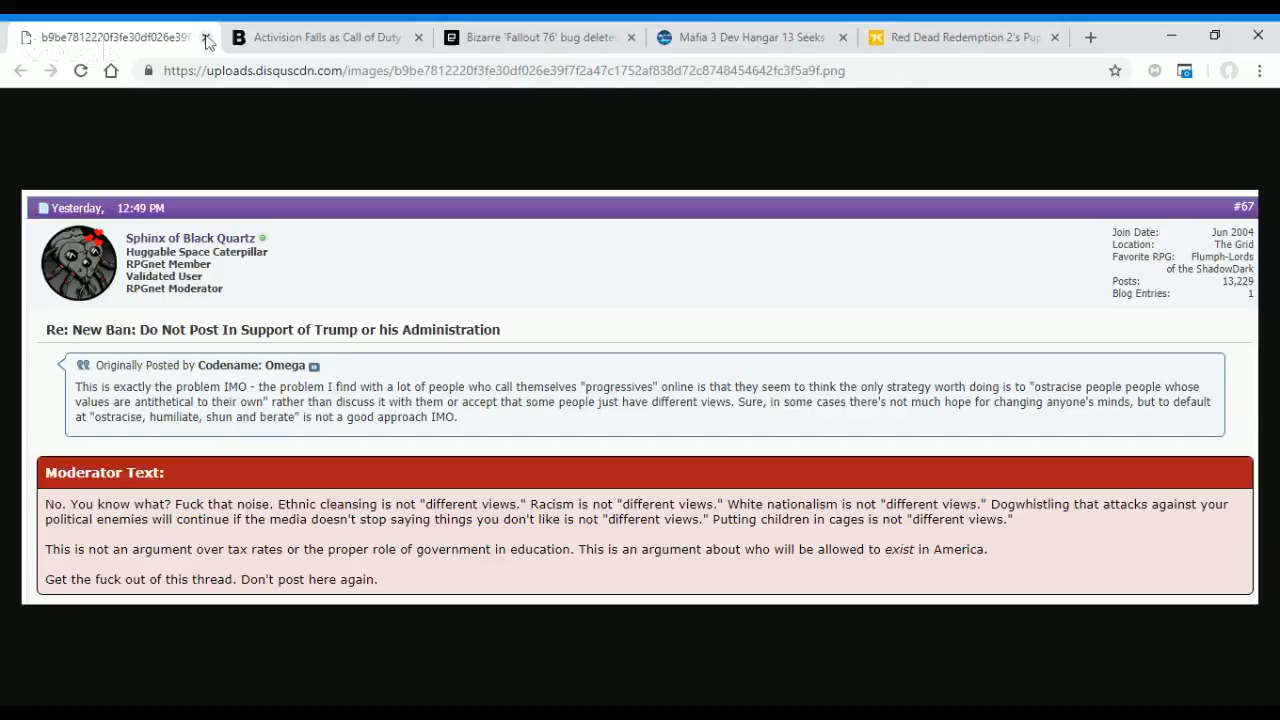 b9be7812220f3fe30df026e39f
Activision Falls as Call of Duty
Bizarre 'Fallout 76' bug deletes
Mafia 3 Dev Hangar 13 Seeks
Red Dead Redemption 2's Pup
https://uploads.disquscdn.com/images/b9be7812220f3fe30df026e39f7f2a47c1752af838d72c8748454642fc3f5a9f.png
Yesterday, 12:49 PM
#67
Sphinx of Black Quartz
Huggable Space Caterpillar
RPGnet Member
Validated User
RPGnet Moderator
Join Date: Jun 2004
Location: The Grid
Favorite RPG: Flumph-Lords
of the ShadowDark
Posts: 13,229
Blog Entries: 1
Re: New Ban: Do Not Post In Support of Trump or his Administration
Originally Posted by Codename: Omega
This is exactly the problem IMO - the problem I find with a lot of people who call themselves "progressives" online is that they seem to think the only strategy worth doing is to "ostracise people people whose
values are antithetical to their own" rather than discuss it with them or accept that some people just have different views. Sure, in some cases there's not much hope for changing anyone's minds, but to default
at "ostracise, humiliate, shun and berate" is not a good approach IMO.
Moderator Text:
No. You know what? Fuck that noise. Ethnic cleansing is not "different views." Racism is not "different views." White nationalism is not "different views." Dogwhistling that attacks against your
political enemies will continue if the media doesn't stop saying things you don't like is not "different views." Putting children in cages is not "different views."
This is not an argument over tax rates or the proper role of government in education. This is an argument about who will be allowed to exist in America.
Get the fuck out of this thread. Don't post here again.